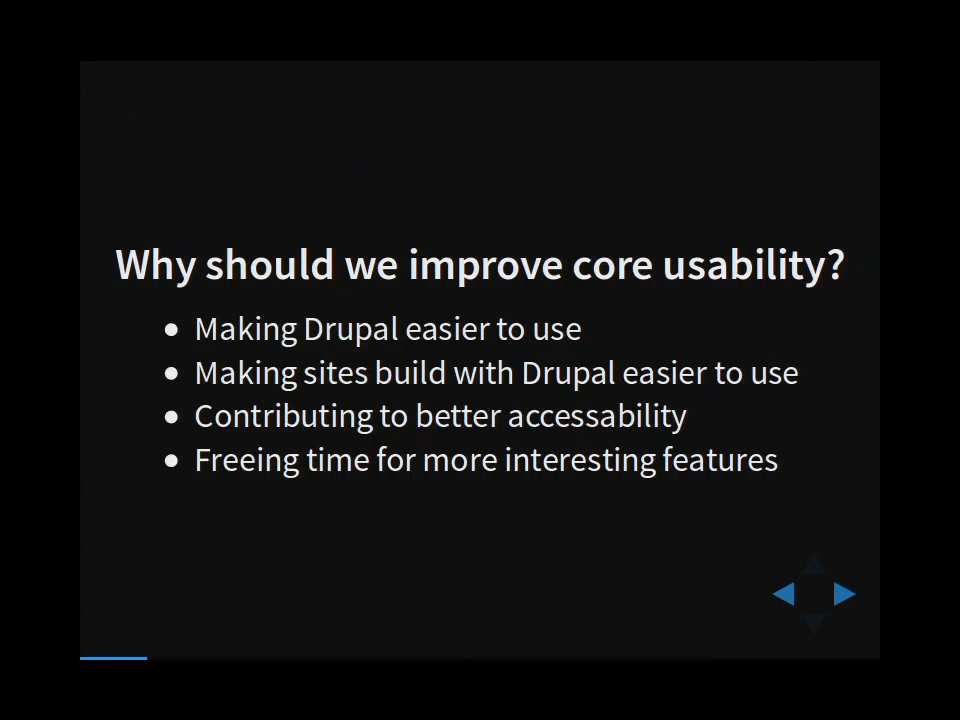 Why should we improve core usability?
Making Drupal easier to use
Making sites build with Drupal easier to use
Contributing to better accessability
Freeing time for more interesting features